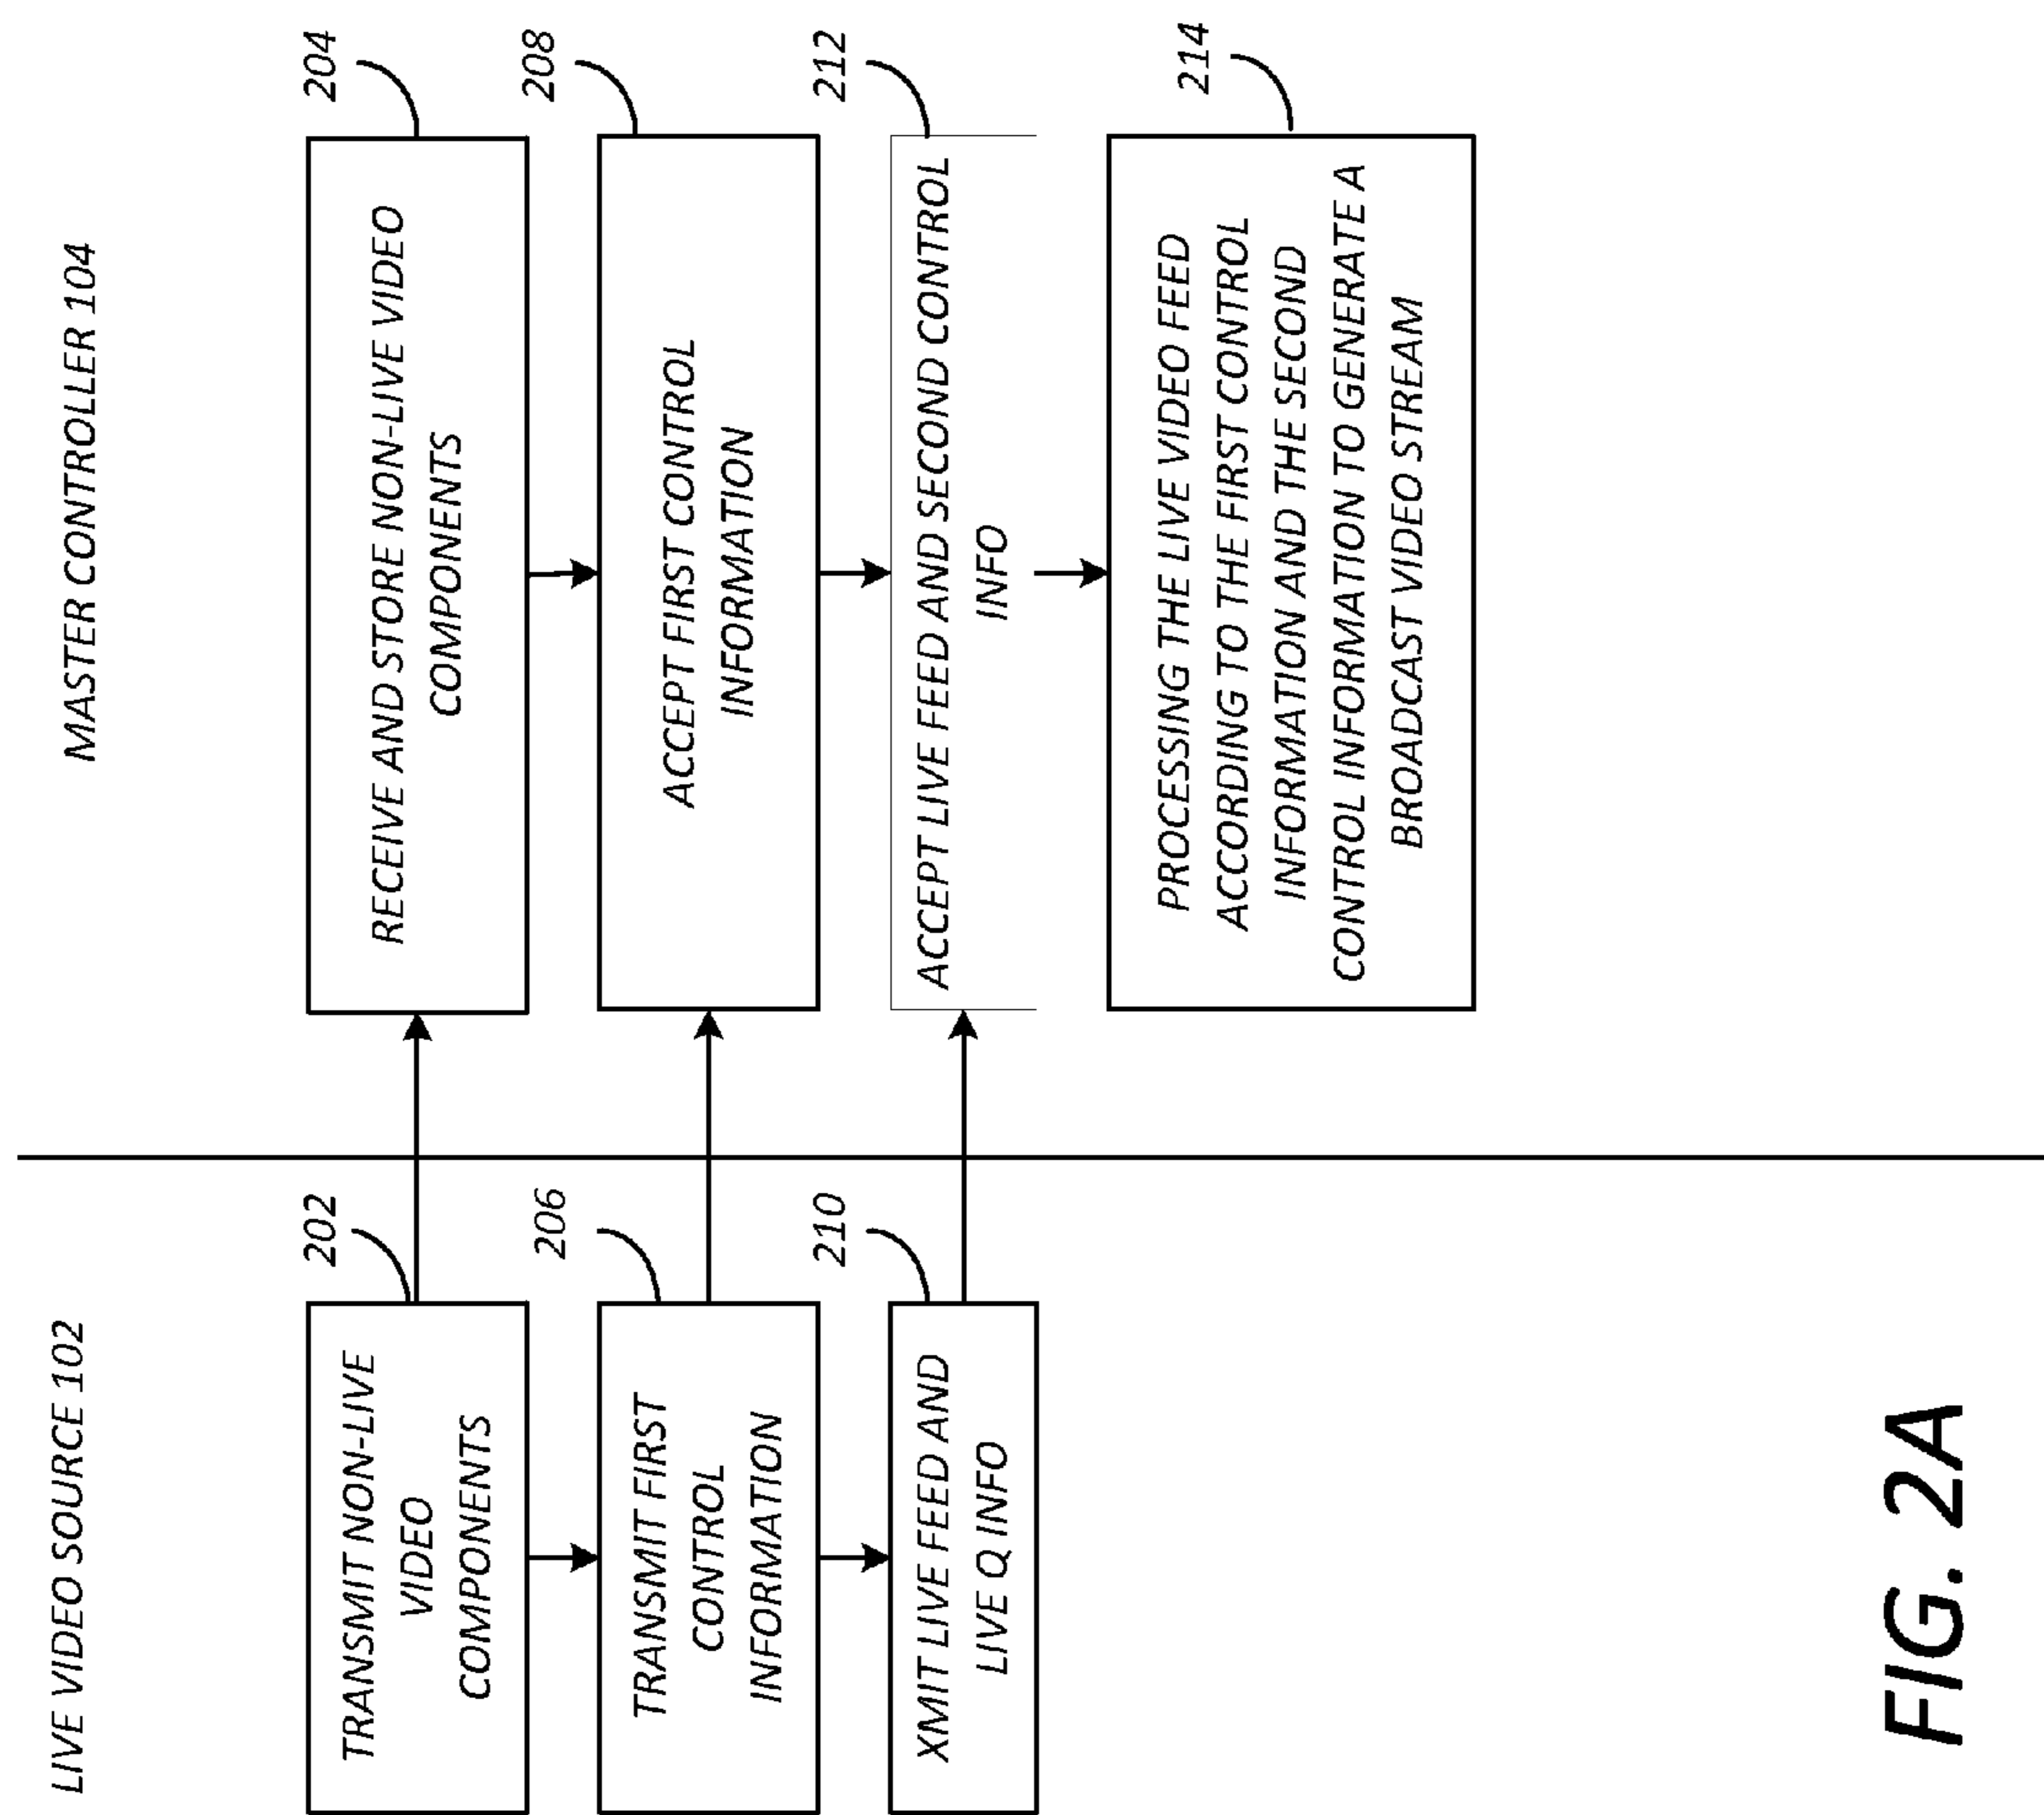 LIVE VIDEO SOURCE 102
MASTER CONTROLLER 104
202
TRANSMIT NON-LIVE
VIDEO
COMPONENTS
204
RECEIVE AND STORE NON-LIVE VIDEO
COMPONENTS
206
TRANSMIT FIRST
CONTROL
INFORMATION
208
ACCEPT FIRST CONTROL
INFORMATION
210
XMIT LIVE FEED AND
LIVE Q INFO
212
ACCEPT LIVE FEED AND SECOND CONTROL
INFO
214
PROCESSING THE LIVE VIDEO FEED
ACCORDING TO THE FIRST CONTROL
INFORMATION AND THE SECOND
CONTROL INFORMATION TO GENERATE A
BROADCAST VIDEO STREAM
FIG. 2A